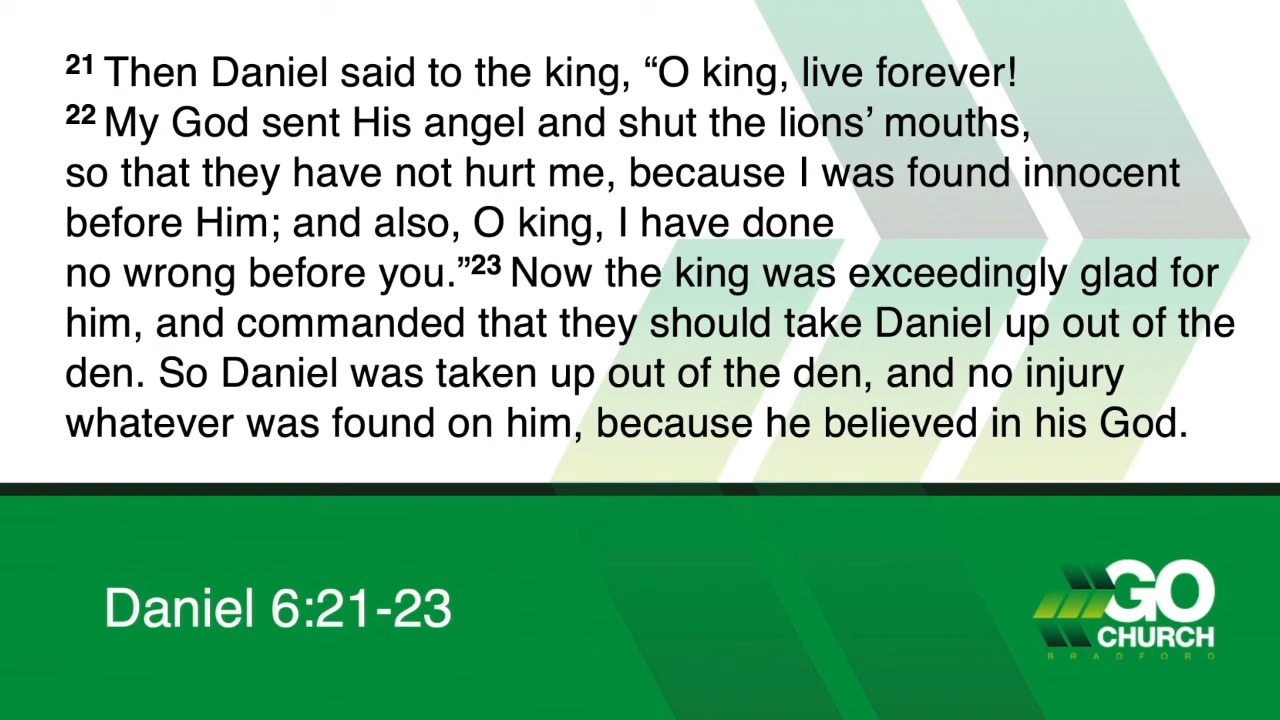 21 Then Daniel said to the king, “O king, live forever!
22 My God sent His angel and shut the lions’ mouths,
so that they have not hurt me, because I was found innocent
before Him; and also, O king, I have done
no wrong before you.”23 Now the king was exceedingly glad for
him, and commanded that they should take Daniel up out of the
den. So Daniel was taken up out of the den, and no injury
whatever was found on him, because he believed in his God.
Daniel 6:21-23
GO
CHURCH
BRADFORD